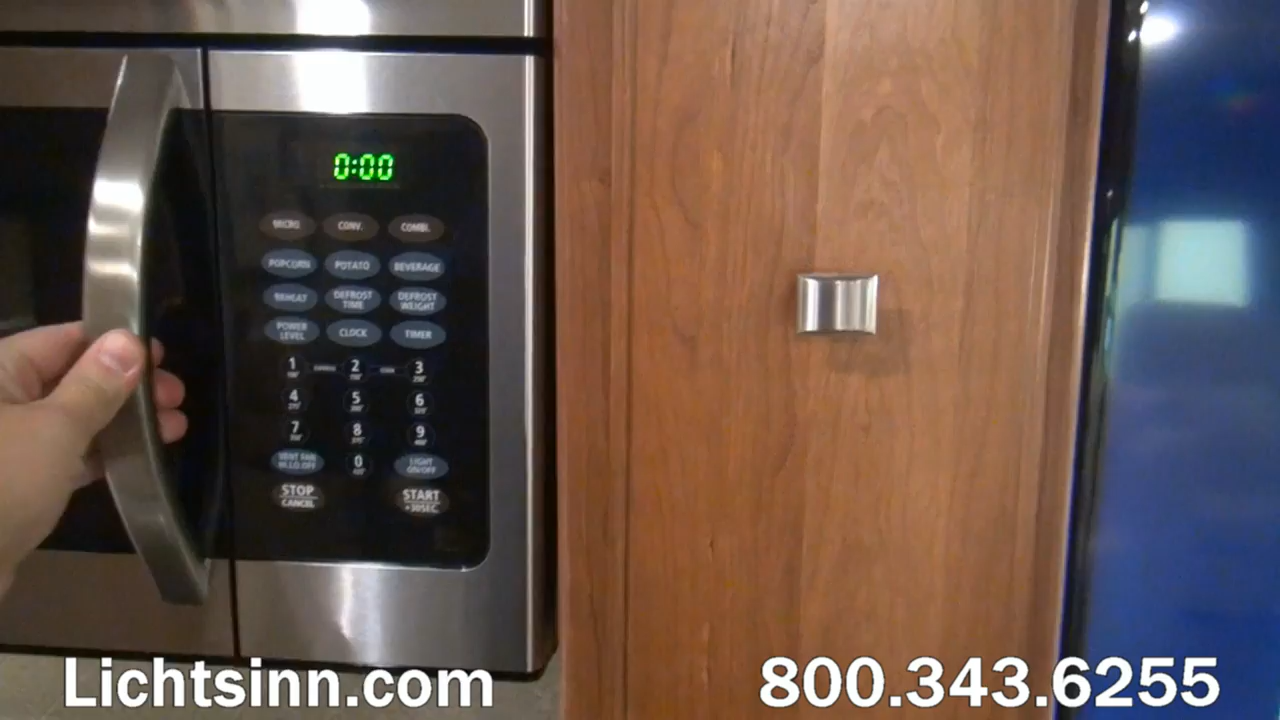 0:00
MICRO CONV. COMBI.
POPCORN POTATO BEVERAGE
REHEAT DEFROST TIME DEFROST WEIGHT
POWER LEVEL CLOCK TIMER
1 2 3
4 5 6
7 8 9
VENT FAN HI.LO.OFF 0 LIGHT ON/OFF
STOP CANCEL START +30SEC.
Lichtsinn.com 800.343.6255